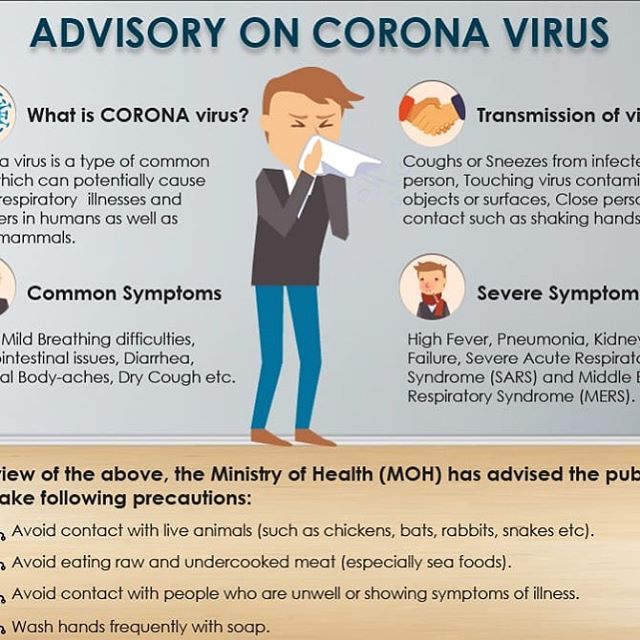 ADVISORY ON CORONA VIRUS
What is CORONA virus?
a virus is a type of common
hich can potentially cause
respiratory illnesses and
ers in humans as well as
mammals.
Transmission of vi
Coughs or Sneezes from infecte
person, Touching virus contami
objects or surfaces, Close perso
contact such as shaking hands
Common Symptoms
Mild Breathing difficulties,
intestinal issues, Diarrhea,
al Body-aches, Dry Cough etc.
Severe Symptom
High Fever, Pneumonia, Kidney
Failure, Severe Acute Respirato
Syndrome (SARS) and Middle E
Respiratory Syndrome (MERS).
view of the above, the Ministry of Health (MOH) has advised the pub
ake following precautions:
Avoid contact with live animals (such as chickens, bats, rabbits, snakes etc).
Avoid eating raw and undercooked meat (especially sea foods).
Avoid contact with people who are unwell or showing symptoms of illness.
Wash hands frequently with soap.